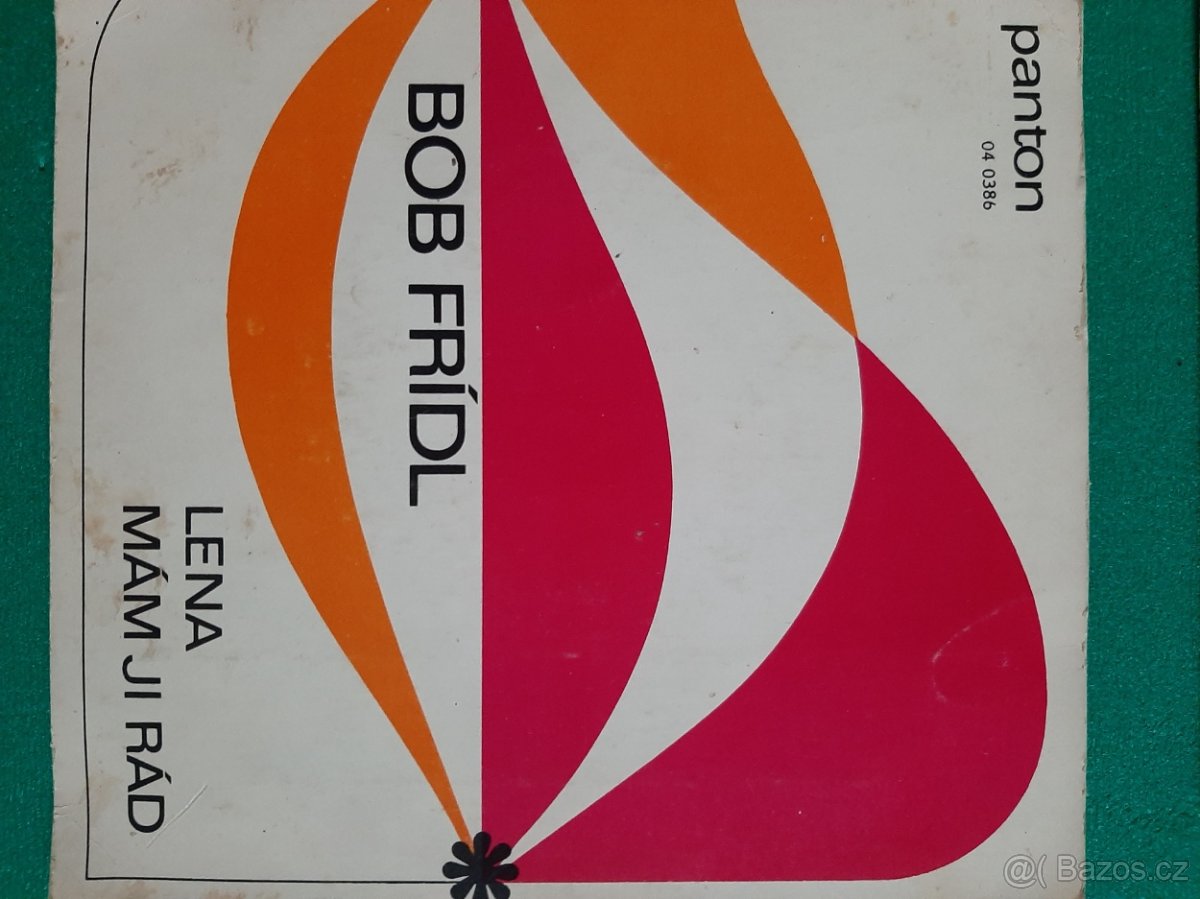 panton
04 0386
BOB FRÍDL
LENA
MÁM JI RÁD
@( Bazos.cz